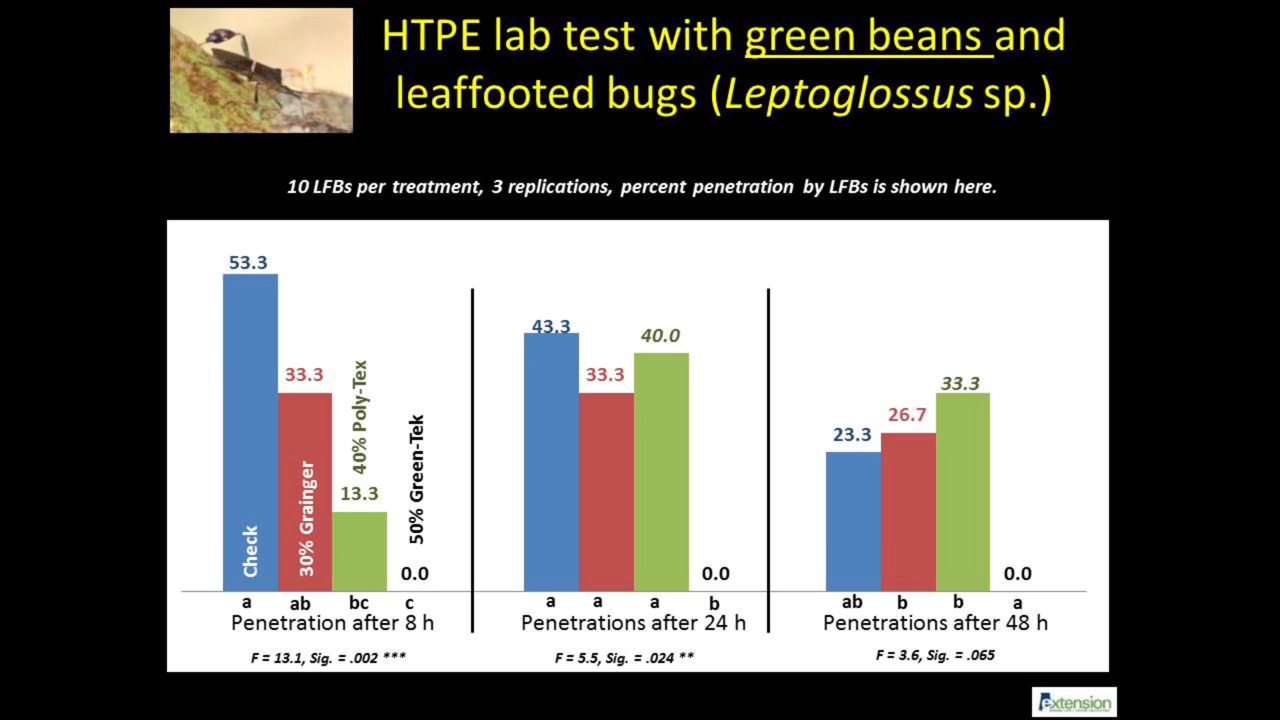 HTPE lab test with green beans and
leaffooted bugs (Leptoglossus sp.)
10 LFBs per treatment, 3 replications, percent penetration by LFBs is shown here.
53.3
33.3
13.3
0.0
Check
30% Grainger
40% Poly-Tex
50% Green-Tek
a ab bc c
Penetration after 8 h
F = 13.1, Sig. = .002 ***
43.3
33.3
40.0
0.0
a a a b
Penetrations after 24 h
F = 5.5, Sig. = .024 **
23.3
26.7
33.3
0.0
ab b b a
Penetrations after 48 h
F = 3.6, Sig. = .065
extension